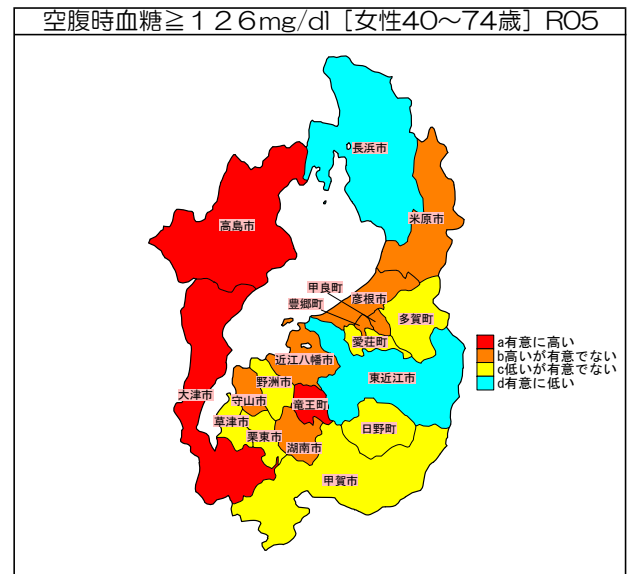 空腹時血糖≧１２６mg/dl［女性40～74歳］R05
長浜市
高島市
米原市
甲良町
彦根市
豊郷町
多賀町
愛荘町
近江八幡市
野洲市
東近江市
大津市
守山市
竜王町
草津市
日野町
栗東市
湖南市
甲賀市
a有意に高い
b高いが有意でない
c低いが有意でない
d有意に低い